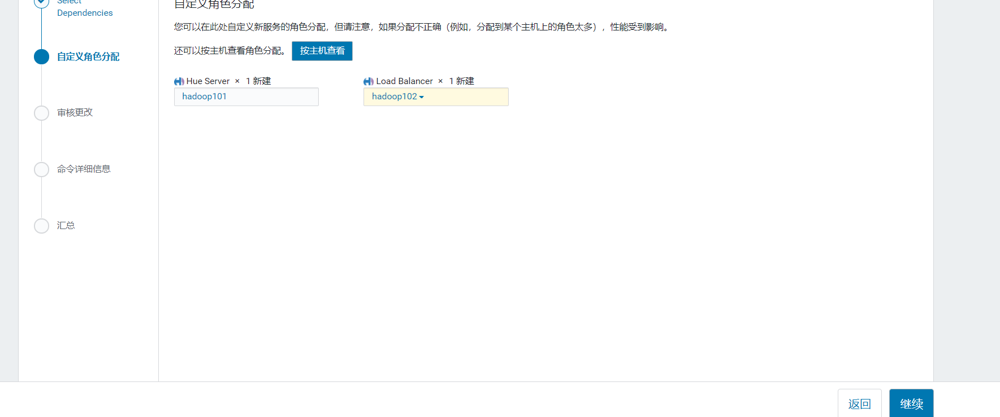 Select
Dependencies
自定义角色分配
审核更改
命令详细信息
汇总
自定义角色分配
您可以在此处自定义新服务的角色分配，但请注意，如果分配不正确（例如，分配到某个主机上的角色太多），性能受到影响。
还可以按主机查看角色分配。 按主机查看
Hue Server × 1 新建
hadoop101
Load Balancer × 1 新建
hadoop102
返回 继续